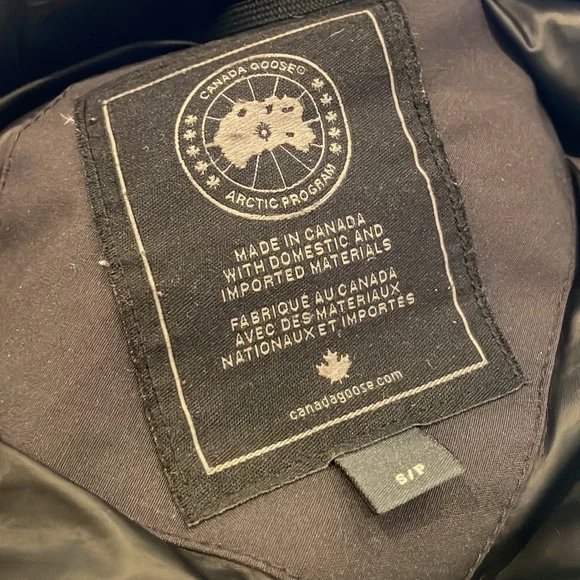 CANADA GOOSE®
ARCTIC PROGRAM
MADE IN CANADA
WITH DOMESTIC AND
IMPORTED MATERIALS
FABRIQUÉ AU CANADA
AVEC DES MATERIAUX
NATIONAUX ET IMPORTÉS
canadagoose.com
S/P